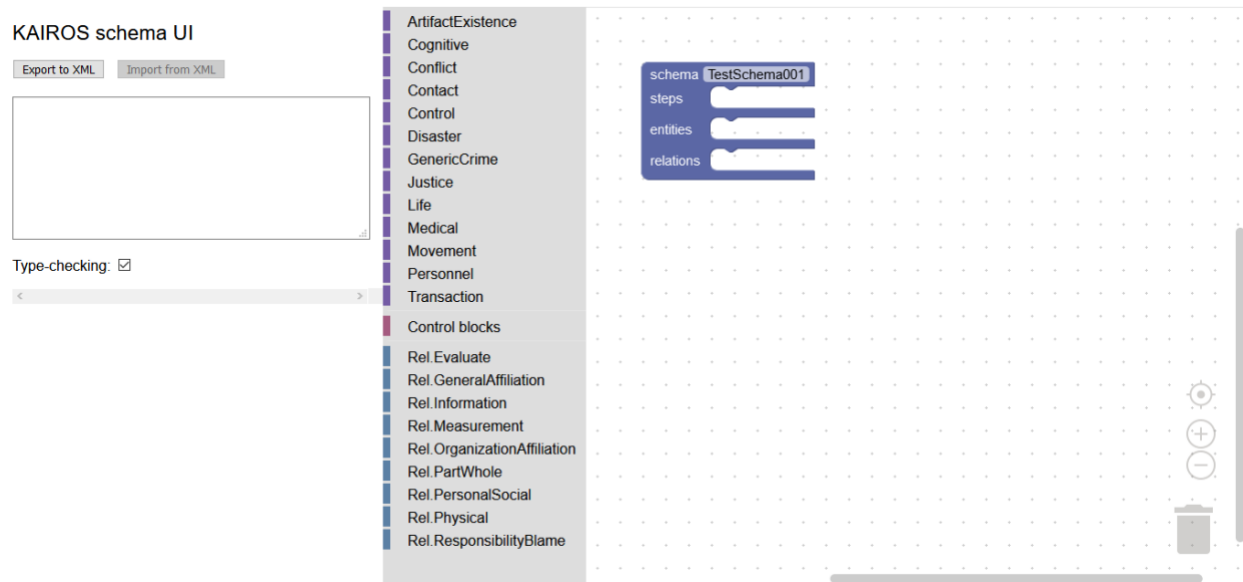 KAIROS schema UI
Export to XML
Import from XML
Type-checking:
ArtifactExistence
Cognitive
Conflict
Contact
Control
Disaster
GenericCrime
Justice
Life
Medical
Movement
Personnel
Transaction
Control blocks
Rel.Evaluate
Rel.GeneralAffiliation
Rel.Information
Rel.Measurement
Rel.OrganizationAffiliation
Rel.PartWhole
Rel.PersonalSocial
Rel.Physical
Rel.ResponsibilityBlame
schema TestSchema001
steps
entities
relations